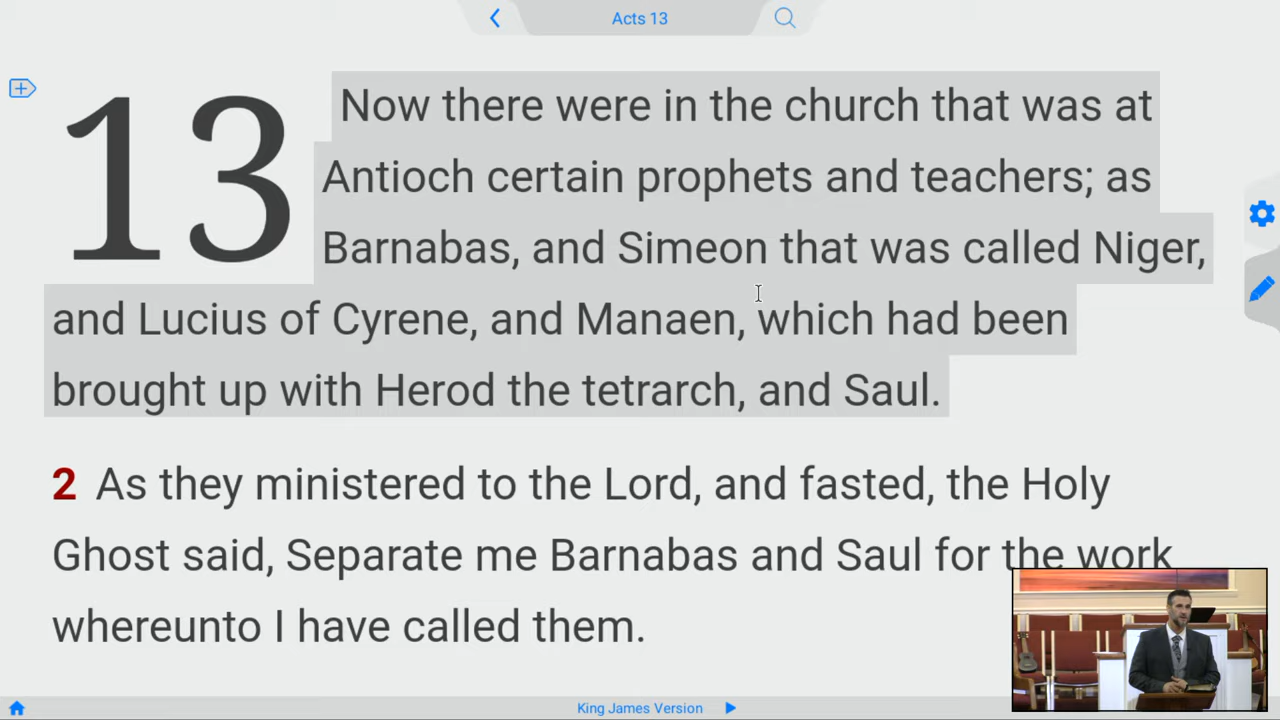 Acts 13
13 Now there were in the church that was at
Antioch certain prophets and teachers; as
Barnabas, and Simeon that was called Niger,
and Lucius of Cyrene, and Manaen, which had been
brought up with Herod the tetrarch, and Saul.
2 As they ministered to the Lord, and fasted, the Holy
Ghost said, Separate me Barnabas and Saul for the work
whereunto I have called them.
King James Version